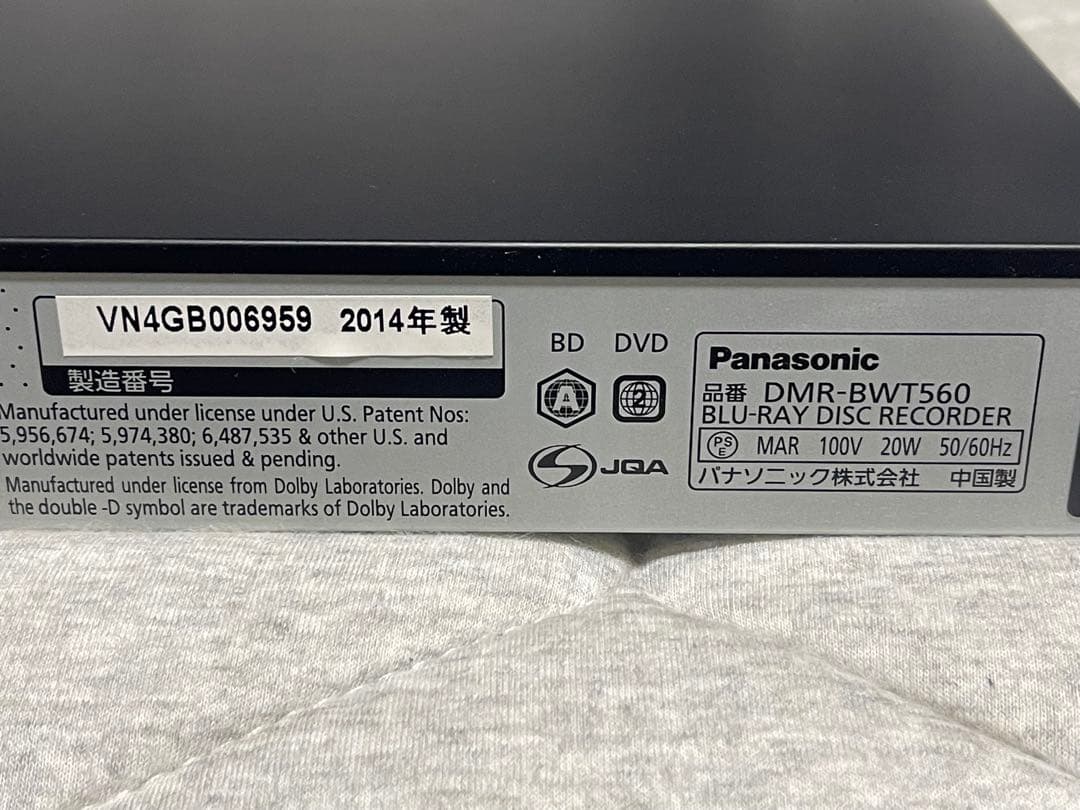 VN4GB006959 2014年製
製造番号
Manufactured under license under U.S. Patent Nos:
5,956,674; 5,974,380; 6,487,535 & other U.S. and
worldwide patents issued & pending.
Manufactured under license from Dolby Laboratories. Dolby and
the double -D symbol are trademarks of Dolby Laboratories.
BD DVD
A 2
JQA
Panasonic
品番 DMR-BWT560
BLU-RAY DISC RECORDER
PSE MAR 100V 20W 50/60Hz
パナソニック株式会社 中国製